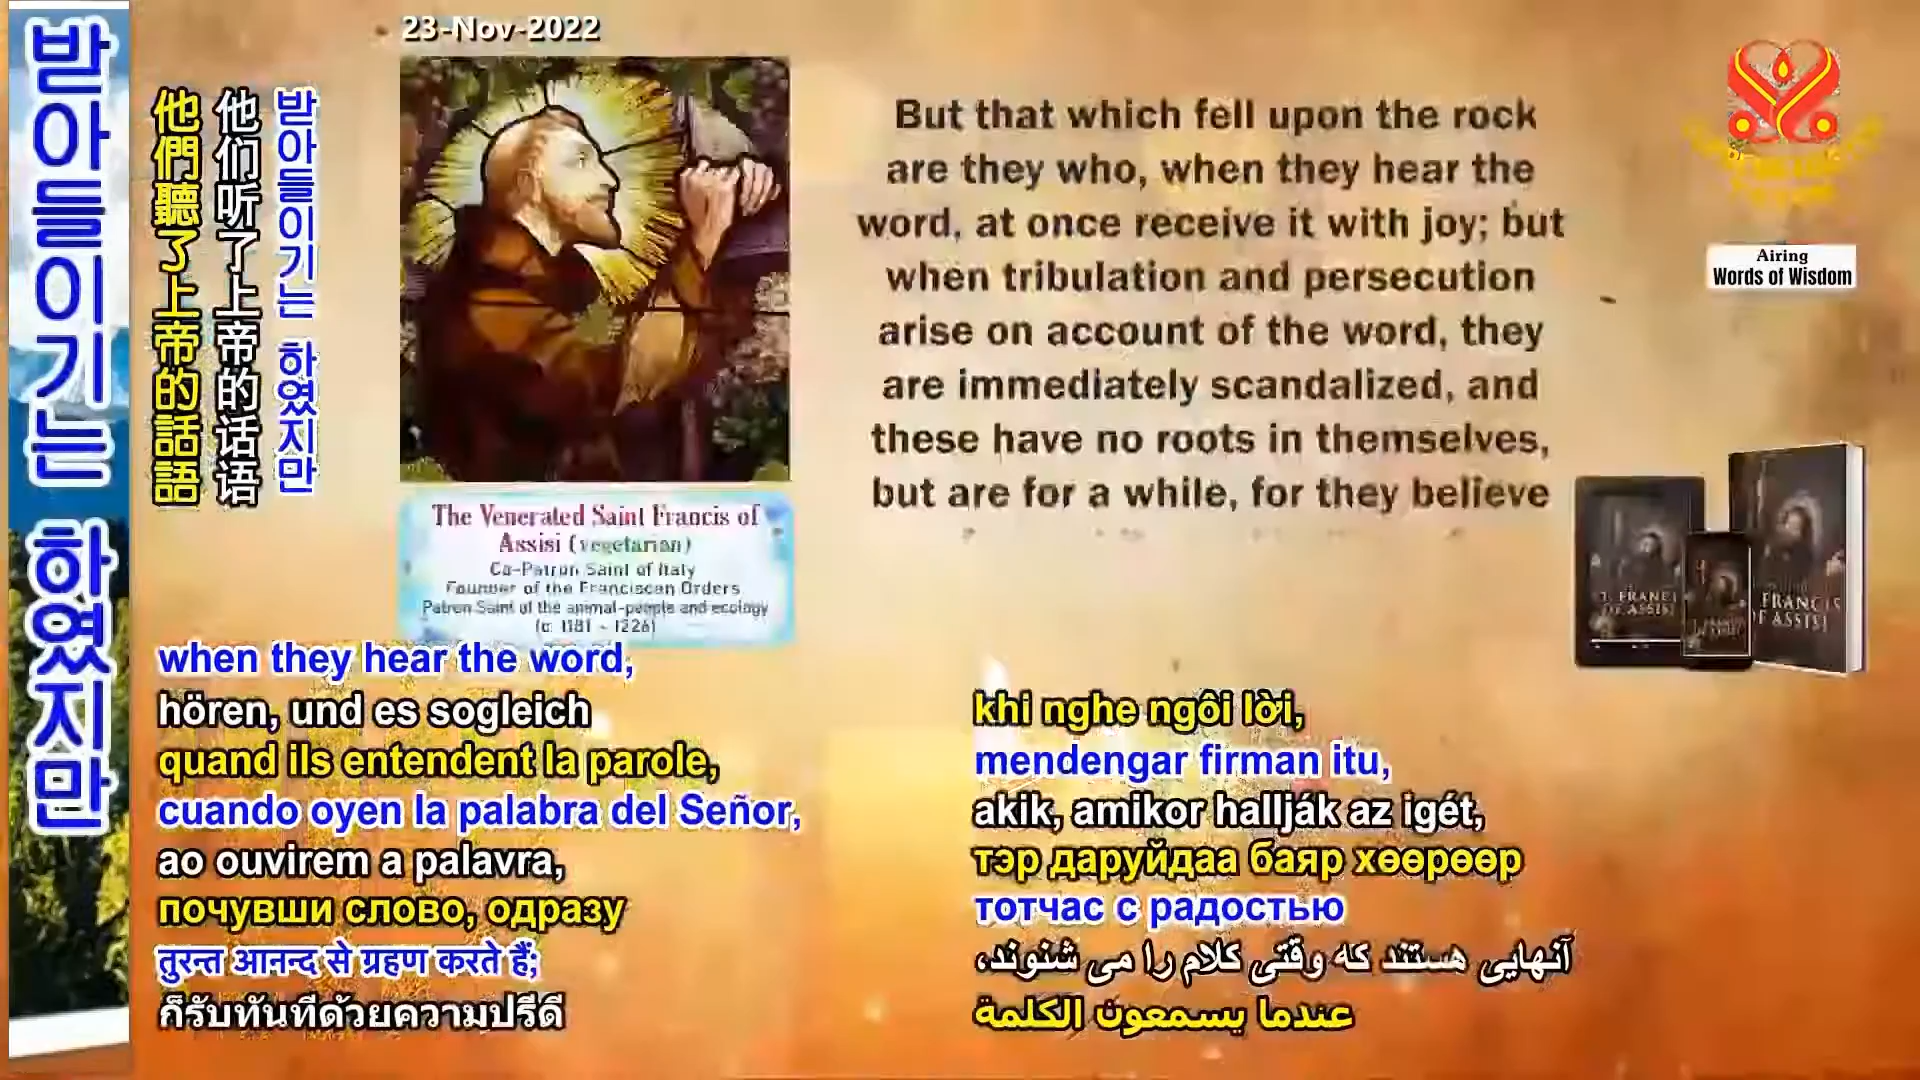 받아들이기는 하였지만
他們聽了上帝的話語
他们听了上帝的话语
받아들이기는 하였지만
23-Nov-2022
The Venerated Saint Francis of
Assisi (vegetarian)
Co-Patron Saint of Italy
Founder of the Franciscan Orders
Patron Saint of the animal-people and ecology
(c. 1181 - 1226)
But that which fell upon the rock
are they who, when they hear the
word, at once receive it with joy; but
when tribulation and persecution
arise on account of the word, they
are immediately scandalized, and
these have no roots in themselves,
but are for a while, for they believe
Airing
Words of Wisdom
ST. FRANCIS
OF ASSISI
FRANCIS
OF ASSISI
when they hear the word,
hören, und es sogleich
quand ils entendent la parole,
cuando oyen la palabra del Señor,
ao ouvirem a palavra,
почувши слово, одразу
तुरन्त आनन्द से ग्रहण करते हैं;
ก็รับทันทีด้วยความปรีดี
khi nghe ngôi lời,
mendengar firman itu,
akik, amikor hallják az igét,
тэр даруйдаа баяр хөөрөөр
тотчас с радостью
آنهایی هستند که وقتی کلام را می شنوند،
عندما يسمعون الكلمة